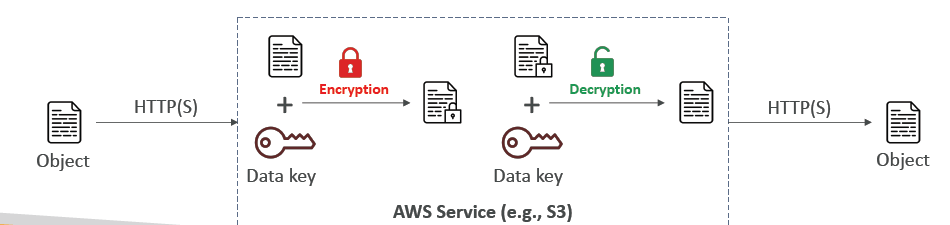 HTTP(S)
Object
Encryption
Data key
Decryption
Data key
HTTP(S)
Object
AWS Service (e.g., S3)